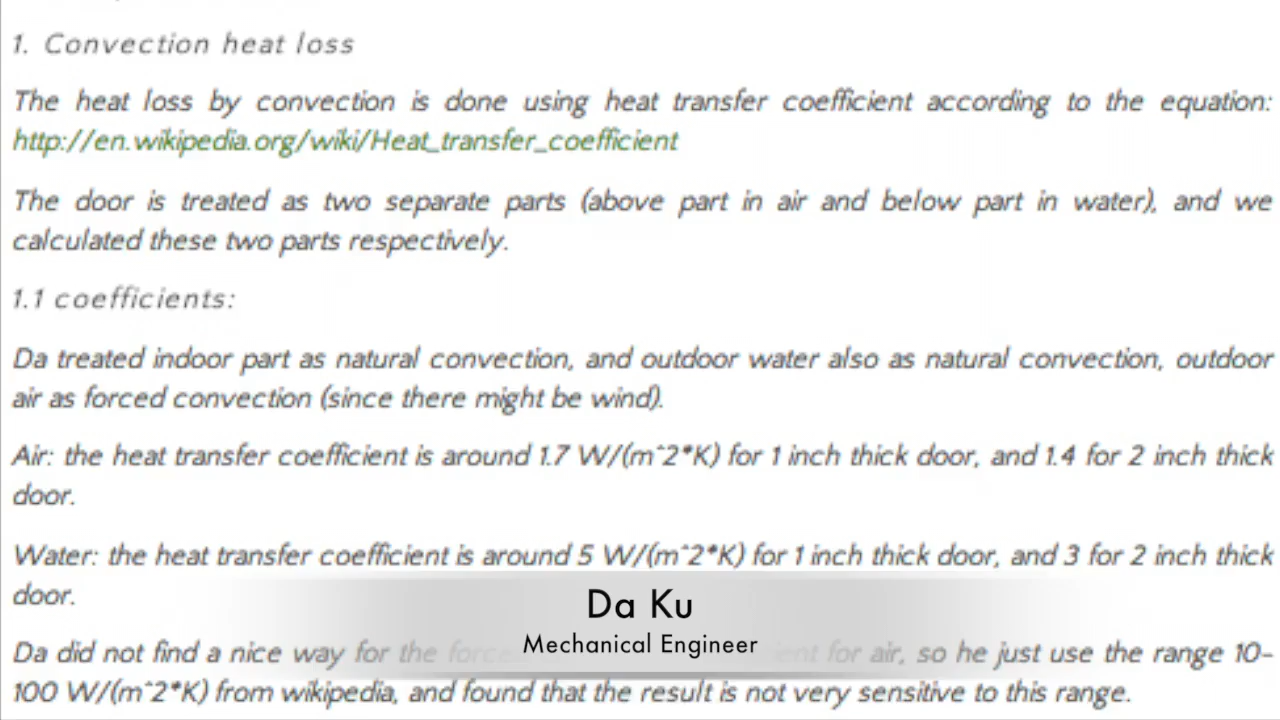 1. Convection heat loss
The heat loss by convection is done using heat transfer coefficient according to the equation:
http://en.wikipedia.org/wiki/Heat_transfer_coefficient
The door is treated as two separate parts (above part in air and below part in water), and we
calculated these two parts respectively.
1.1 coefficients:
Da treated indoor part as natural convection, and outdoor water also as natural convection, outdoor
air as forced convection (since there might be wind).
Air: the heat transfer coefficient is around 1.7 W/(m^2*K) for 1 inch thick door, and 1.4 for 2 inch thick
door.
Water: the heat transfer coefficient is around 5 W/(m^2*K) for 1 inch thick door, and 3 for 2 inch thick
door.
Da Ku
Mechanical Engineer
Da did not find a nice way for the for air, so he just use the range 10-
100 W/(m^2*K) from wikipedia, and found that the result is not very sensitive to this range.